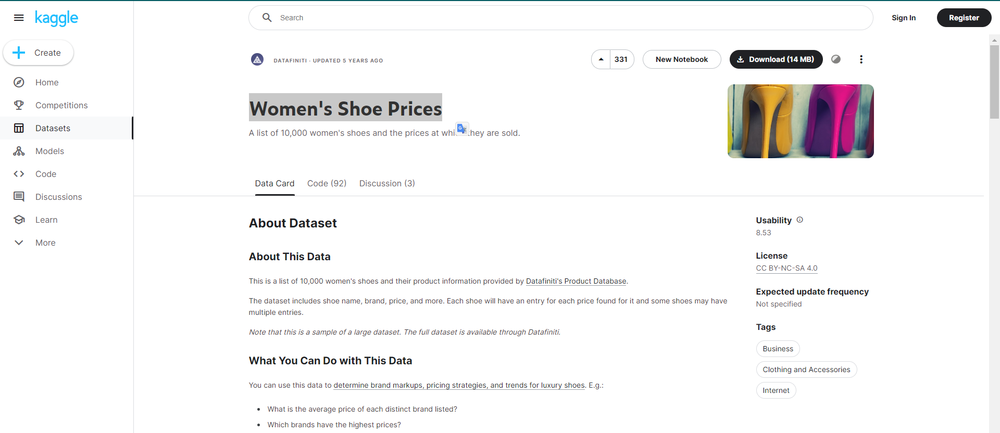 kaggle
Search
Sign In
Register
Create
Home
Competitions
Datasets
Models
Code
Discussions
Learn
More
DATAFINITI · UPDATED 5 YEARS AGO
331
New Notebook
Download (14 MB)
Women's Shoe Prices
A list of 10,000 women's shoes and the prices at whi they are sold.
Data Card
Code (92)
Discussion (3)
About Dataset
About This Data
This is a list of 10,000 women's shoes and their product information provided by Datafiniti's Product Database.
The dataset includes shoe name, brand, price, and more. Each shoe will have an entry for each price found for it and some shoes may have
multiple entries.
Note that this is a sample of a large dataset. The full dataset is available through Datafiniti.
What You Can Do with This Data
You can use this data to determine brand markups, pricing strategies, and trends for luxury shoes. E.g.:
• What is the average price of each distinct brand listed?
• Which brands have the highest prices?
Usability
8.53
License
CC BY-NC-SA 4.0
Expected update frequency
Not specified
Tags
Business
Clothing and Accessories
Internet